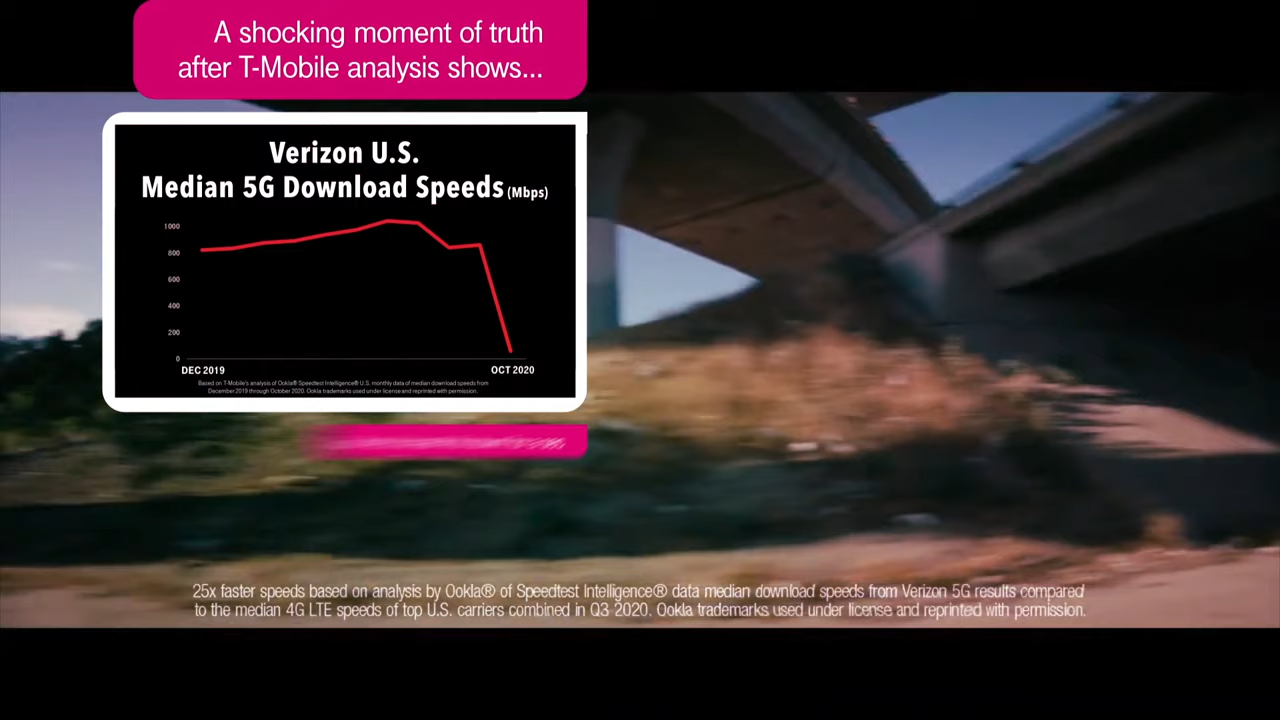 A shocking moment of truth
after T-Mobile analysis shows...
Verizon U.S.
Median 5G Download Speeds (Mbps)
1000
800
600
400
200
0
DEC 2019
OCT 2020
Based on T-Mobile's analysis of Ookla® Speedtest Intelligence® U.S. monthly data of median download speeds from
December 2019 through October 2020. Ookla trademarks used under license and reprinted with permission.
25x faster speeds based on analysis by Ookla® of Speedtest Intelligence® data median download speeds from Verizon 5G results compared
to the median 4G LTE speeds of top U.S. carriers combined in Q3 2020. Ookla trademarks used under license and reprinted with permission.